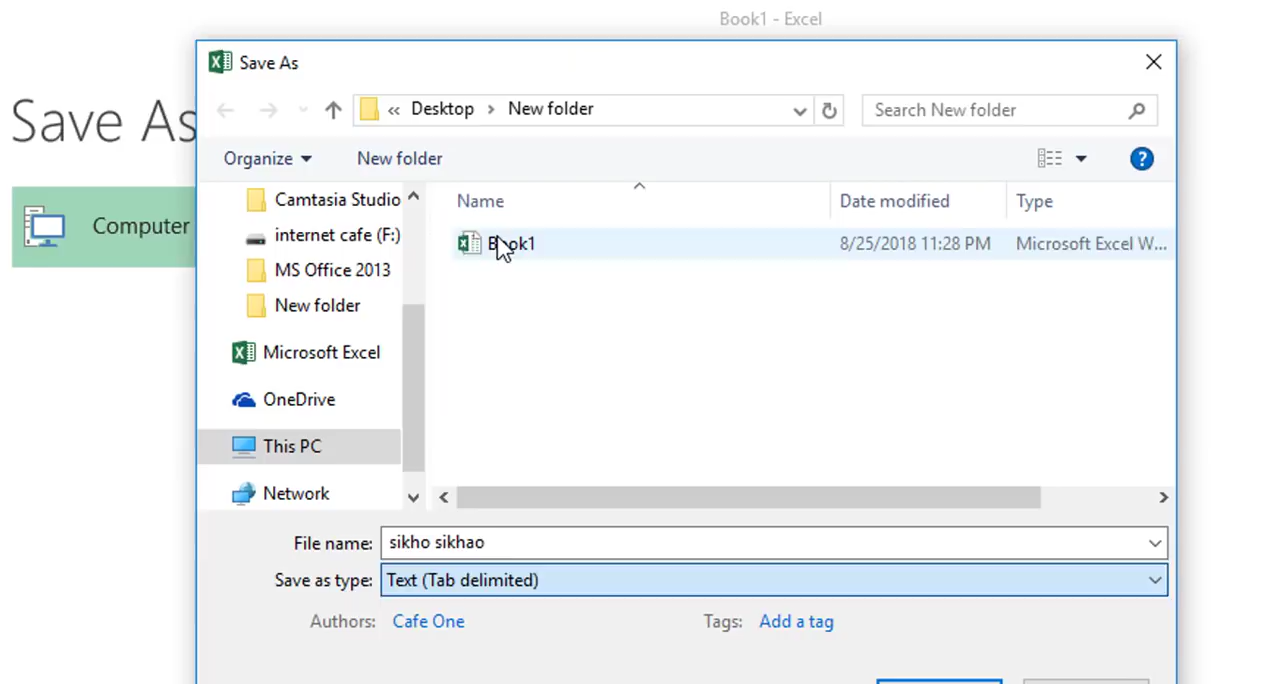 Book1 - Excel
Save As
Save As
« Desktop > New folder
Search New folder
Organize
New folder
?
Computer
Camtasia Studio
internet cafe (F:)
MS Office 2013
New folder
Microsoft Excel
OneDrive
This PC
Network
Name
Date modified
Type
Book1
8/25/2018 11:28 PM
Microsoft Excel W...
File name:
sikho sikhao
Save as type:
Text (Tab delimited)
Authors:
Cafe One
Tags:
Add a tag